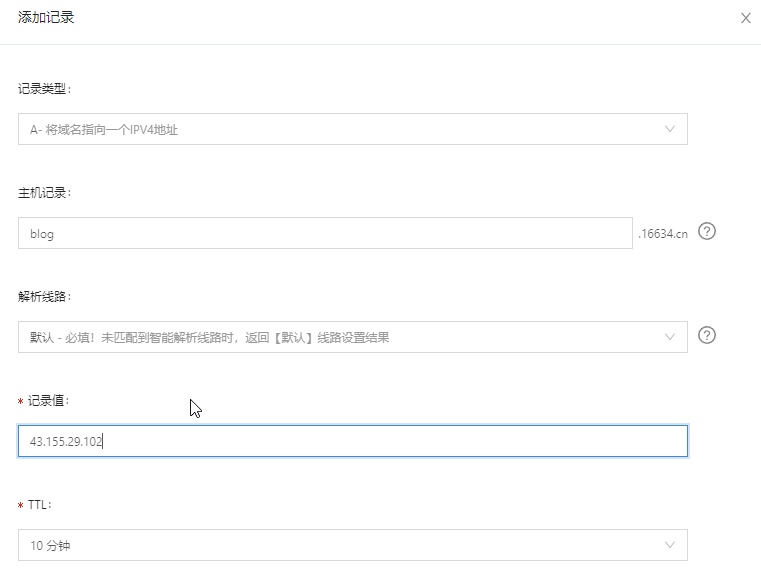 添加记录
记录类型:
A- 将域名指向一个IPV4地址
主机记录:
blog
.16634.cn
解析线路:
默认 - 必填！未匹配到智能解析线路时，返回【默认】线路设置结果
* 记录值:
43.155.29.102
* TTL:
10 分钟